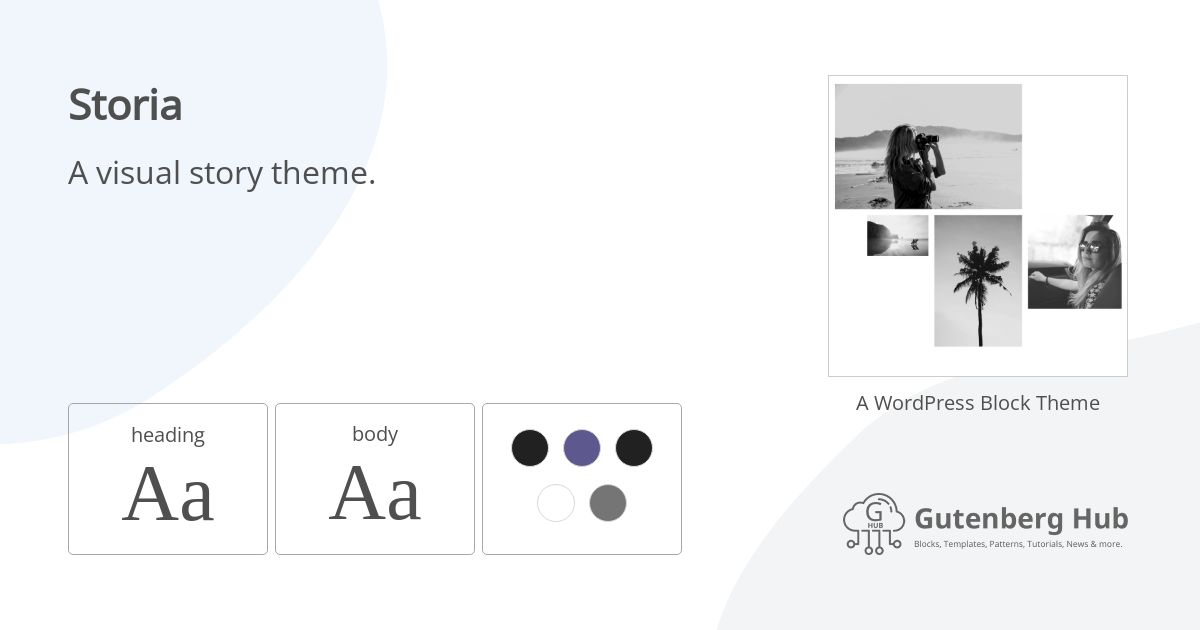 Storia
A visual story theme.
A WordPress Block Theme
heading
Aa
body
Aa
G
HUB
Gutenberg Hub
Blocks, Templates, Patterns, Tutorials, News & more.